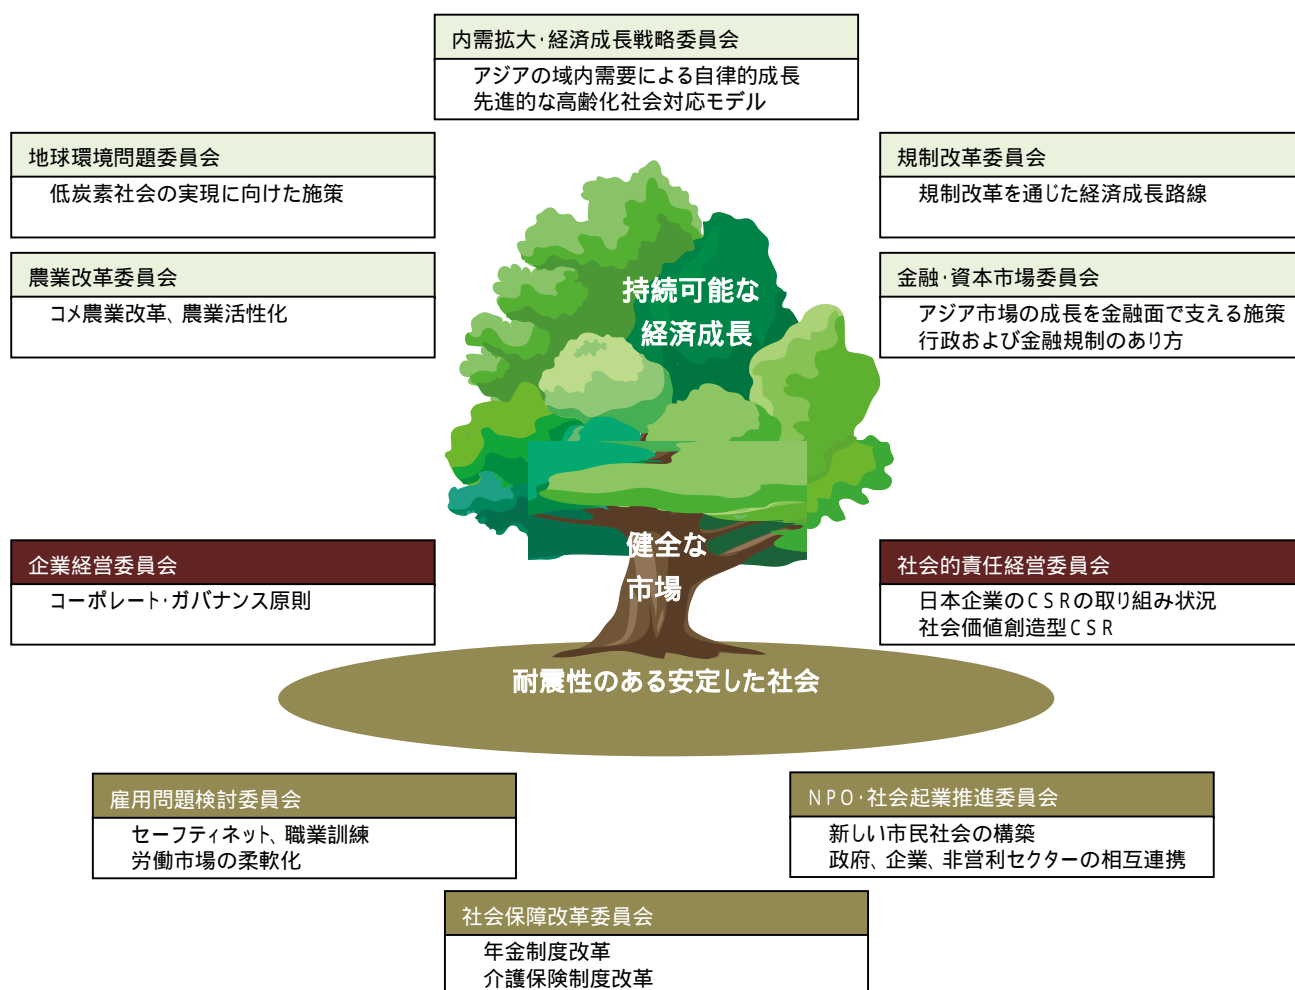 内需拡大・経済成長戦略委員会
アジアの域内需要による自律的成長
先進的な高齢化社会対応モデル
地球環境問題委員会
低炭素社会の実現に向けた施策
規制改革委員会
規制改革を通じた経済成長路線
農業改革委員会
コメ農業改革、農業活性化
金融・資本市場委員会
アジア市場の成長を金融面で支える施策
行政および金融規制のあり方
持続可能な
経済成長
健全な
市場
企業経営委員会
コーポレート・ガバナンス原則
社会的責任経営委員会
日本企業のCSRの取り組み状況
社会価値創造型CSR
耐震性のある安定した社会
雇用問題検討委員会
セーフティネット、職業訓練
労働市場の柔軟化
NPO・社会起業推進委員会
新しい市民社会の構築
政府、企業、非営利セクターの相互連携
社会保障改革委員会
年金制度改革
介護保険制度改革